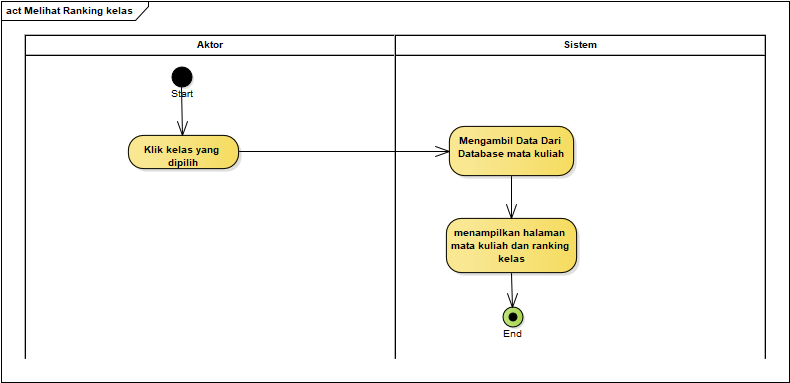 act Melihat Ranking kelas
Aktor
Sistem
Start
Klik kelas yang
dipilih
Mengambil Data Dari
Database mata kuliah
menampilkan halaman
mata kuliah dan ranking
kelas
End